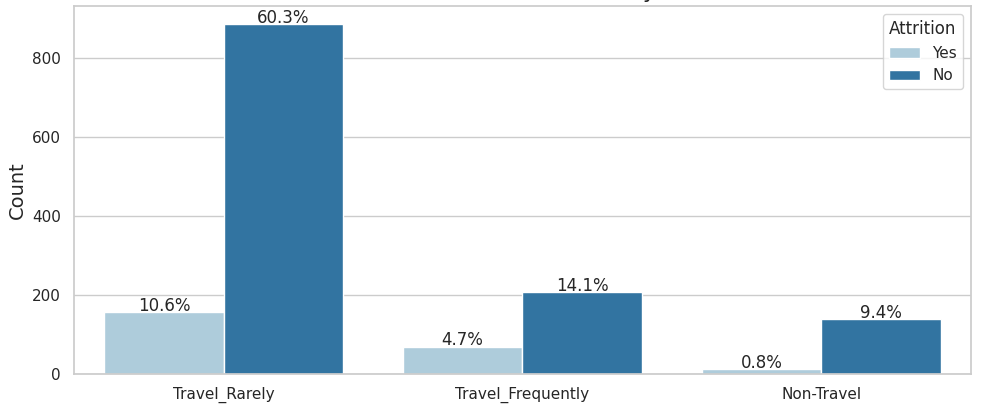 60.3%
Attrition
Yes
No
800
600
Count
400
14.1%
10.6%
200
9.4%
4.7%
0.8%
0
Travel_Rarely
Travel_Frequently
Non-Travel